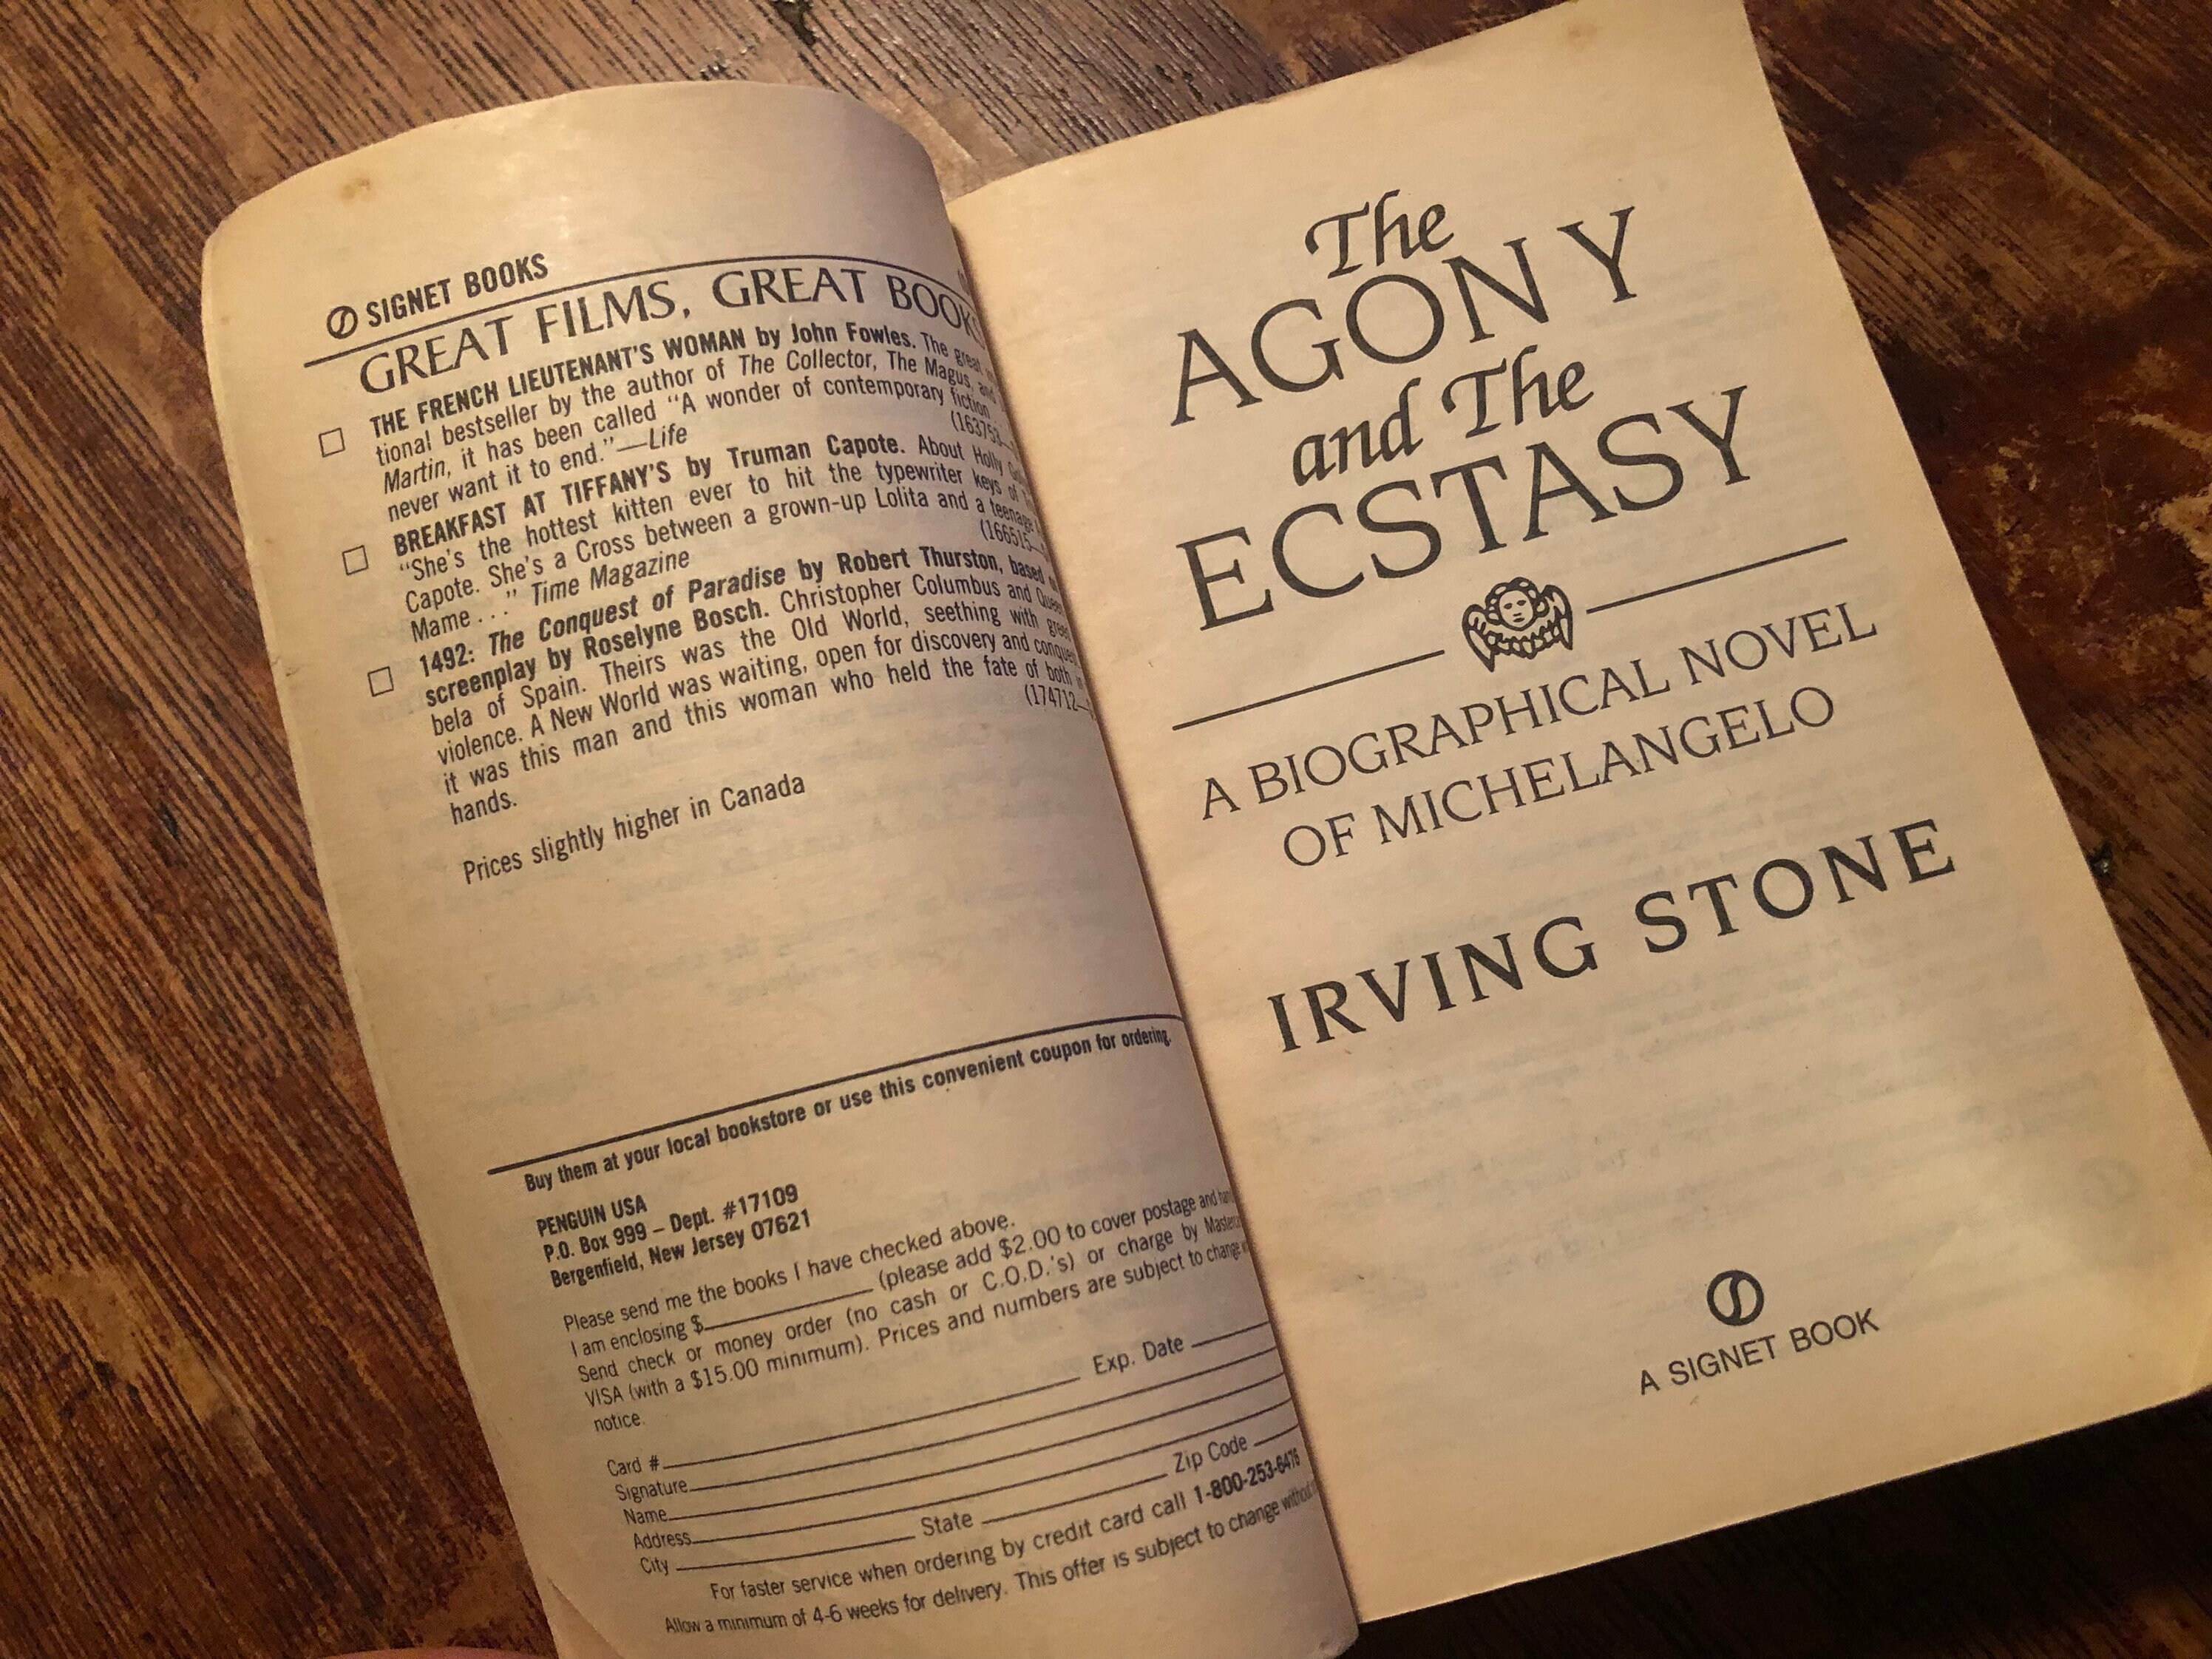 SIGNET BOOKS
GREAT FILMS, GREAT BOOKS
THE FRENCH LIEUTENANT'S WOMAN by John Fowles. The great
tional bestseller by the author of The Collector, The Magus, and
Martin, it has been called "A wonder of contemporary fiction
never want it to end."—Life
BREAKFAST AT TIFFANY'S by Truman Capote. About Holly
"She's the hottest kitten ever to hit the typewriter keys of
Capote. She's a Cross between a grown-up Lolita and a teenage
(166515—
Mame . . ." Time Magazine
1492: The Conquest of Paradise by Robert Thurston, based
screenplay by Roselyne Bosch. Christopher Columbus and Queen
bela of Spain. Theirs was the Old World, seething with greed
violence. A New World was waiting, open for discovery and conquest
it was this man and this woman who held the fate of both
hands.
(174712—
Prices slightly higher in Canada
Buy them at your local bookstore or use this convenient coupon for ordering.
PENGUIN USA
P.O. Box 999 – Dept. #17109
Bergenfield, New Jersey 07621
Please send me the books I have checked above.
I am enclosing $ (please add $2.00 to cover postage and
Send check or money order (no cash or C.O.D.'s) or charge by
VISA (with a $15.00 minimum). Prices and numbers are subject to change
notice.
Card # Exp. Date
Signature
Name
Address
City State Zip Code
For faster service when ordering by credit card call 1-800-253-6476
Allow a minimum of 4-6 weeks for delivery. This offer is subject to change without
The
AGONY
and The
ECSTASY
A BIOGRAPHICAL NOVEL
OF MICHELANGELO
IRVING STONE
A SIGNET BOOK